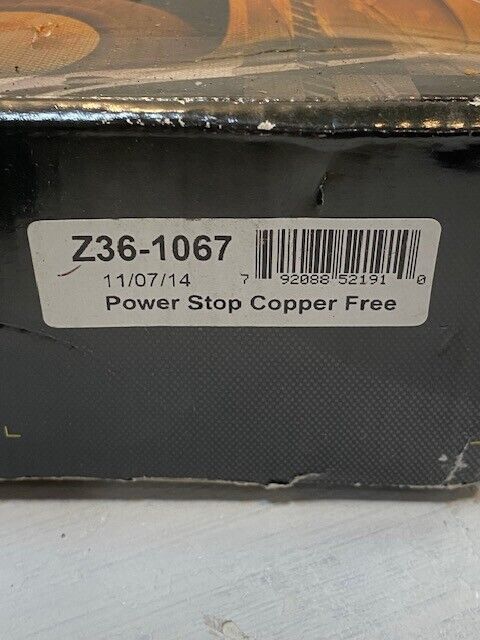 Z36-1067
11/07/14
7 92088 52191 0
Power Stop Copper Free